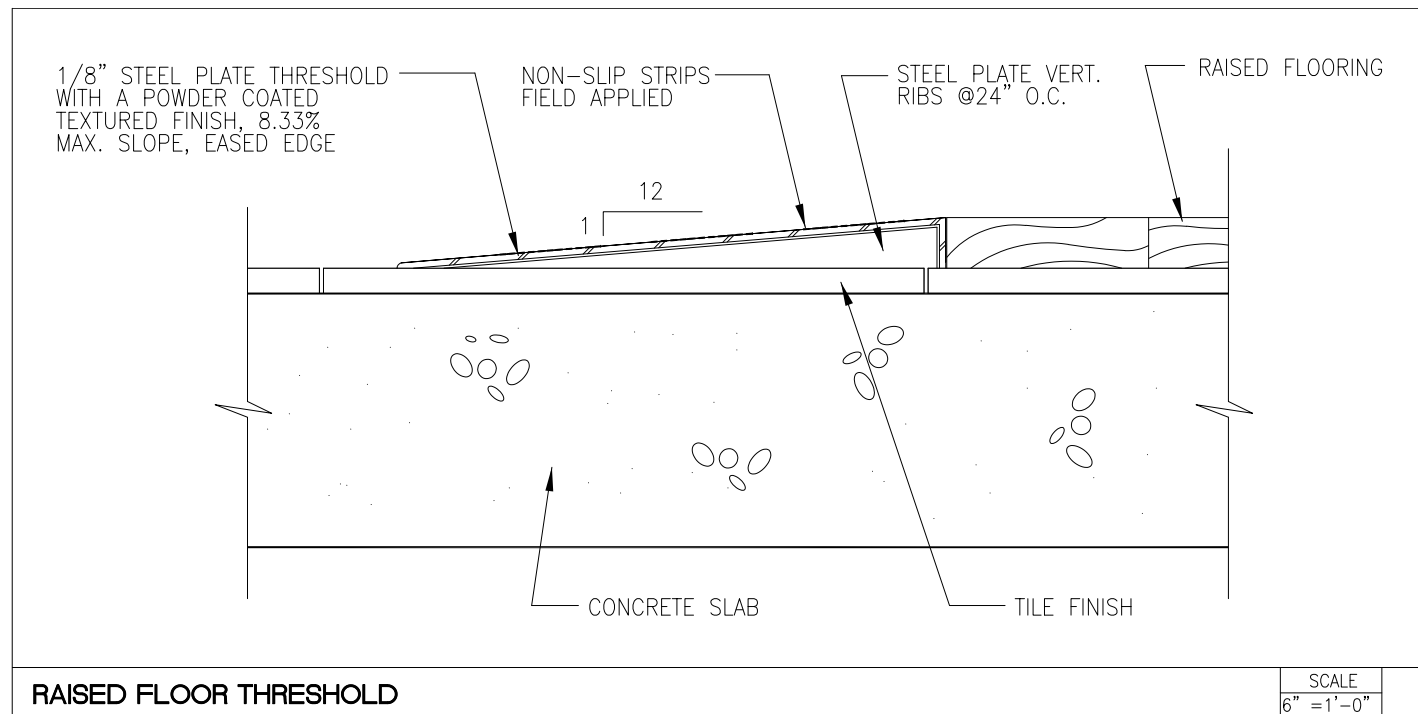 1/8" STEEL PLATE THRESHOLD
WITH A POWDER COATED
TEXTURED FINISH, 8.33%
MAX. SLOPE, EASED EDGE
NON-SLIP STRIPS
FIELD APPLIED
STEEL PLATE VERT.
RIBS @24" O.C.
RAISED FLOORING
12
1
CONCRETE SLAB
TILE FINISH
RAISED FLOOR THRESHOLD
SCALE
6" =1'-0"